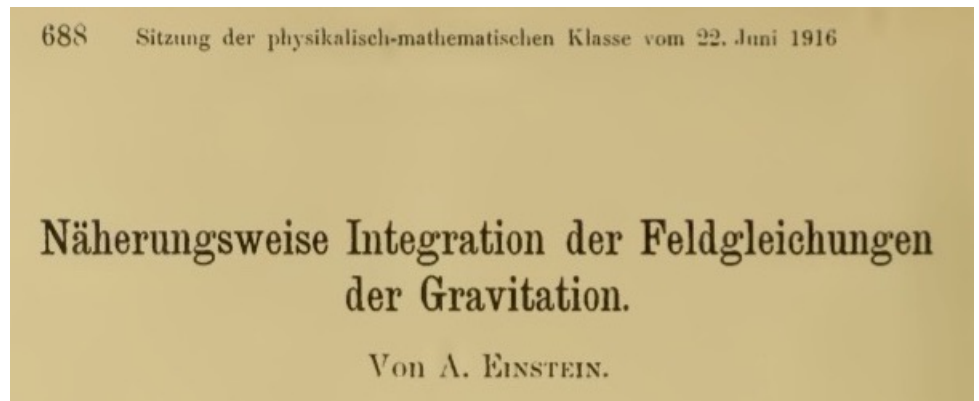 688 Sitzung der physikalisch-mathematischen Klasse vom 22. Juni 1916
Näherungsweise Integration der Feldgleichungen
der Gravitation.
Von A. EINSTEIN.